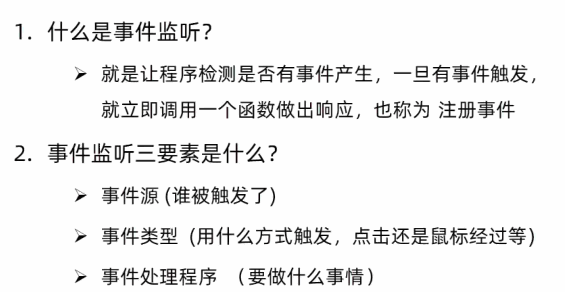 1. 什么是事件监听?
➢ 就是让程序检测是否有事件产生，一旦有事件触发，
就立即调用一个函数做出响应，也称为 注册事件
2. 事件监听三要素是什么?
➢ 事件源 (谁被触发了)
➢ 事件类型 (用什么方式触发，点击还是鼠标经过等)
➢ 事件处理程序 （要做什么事情）